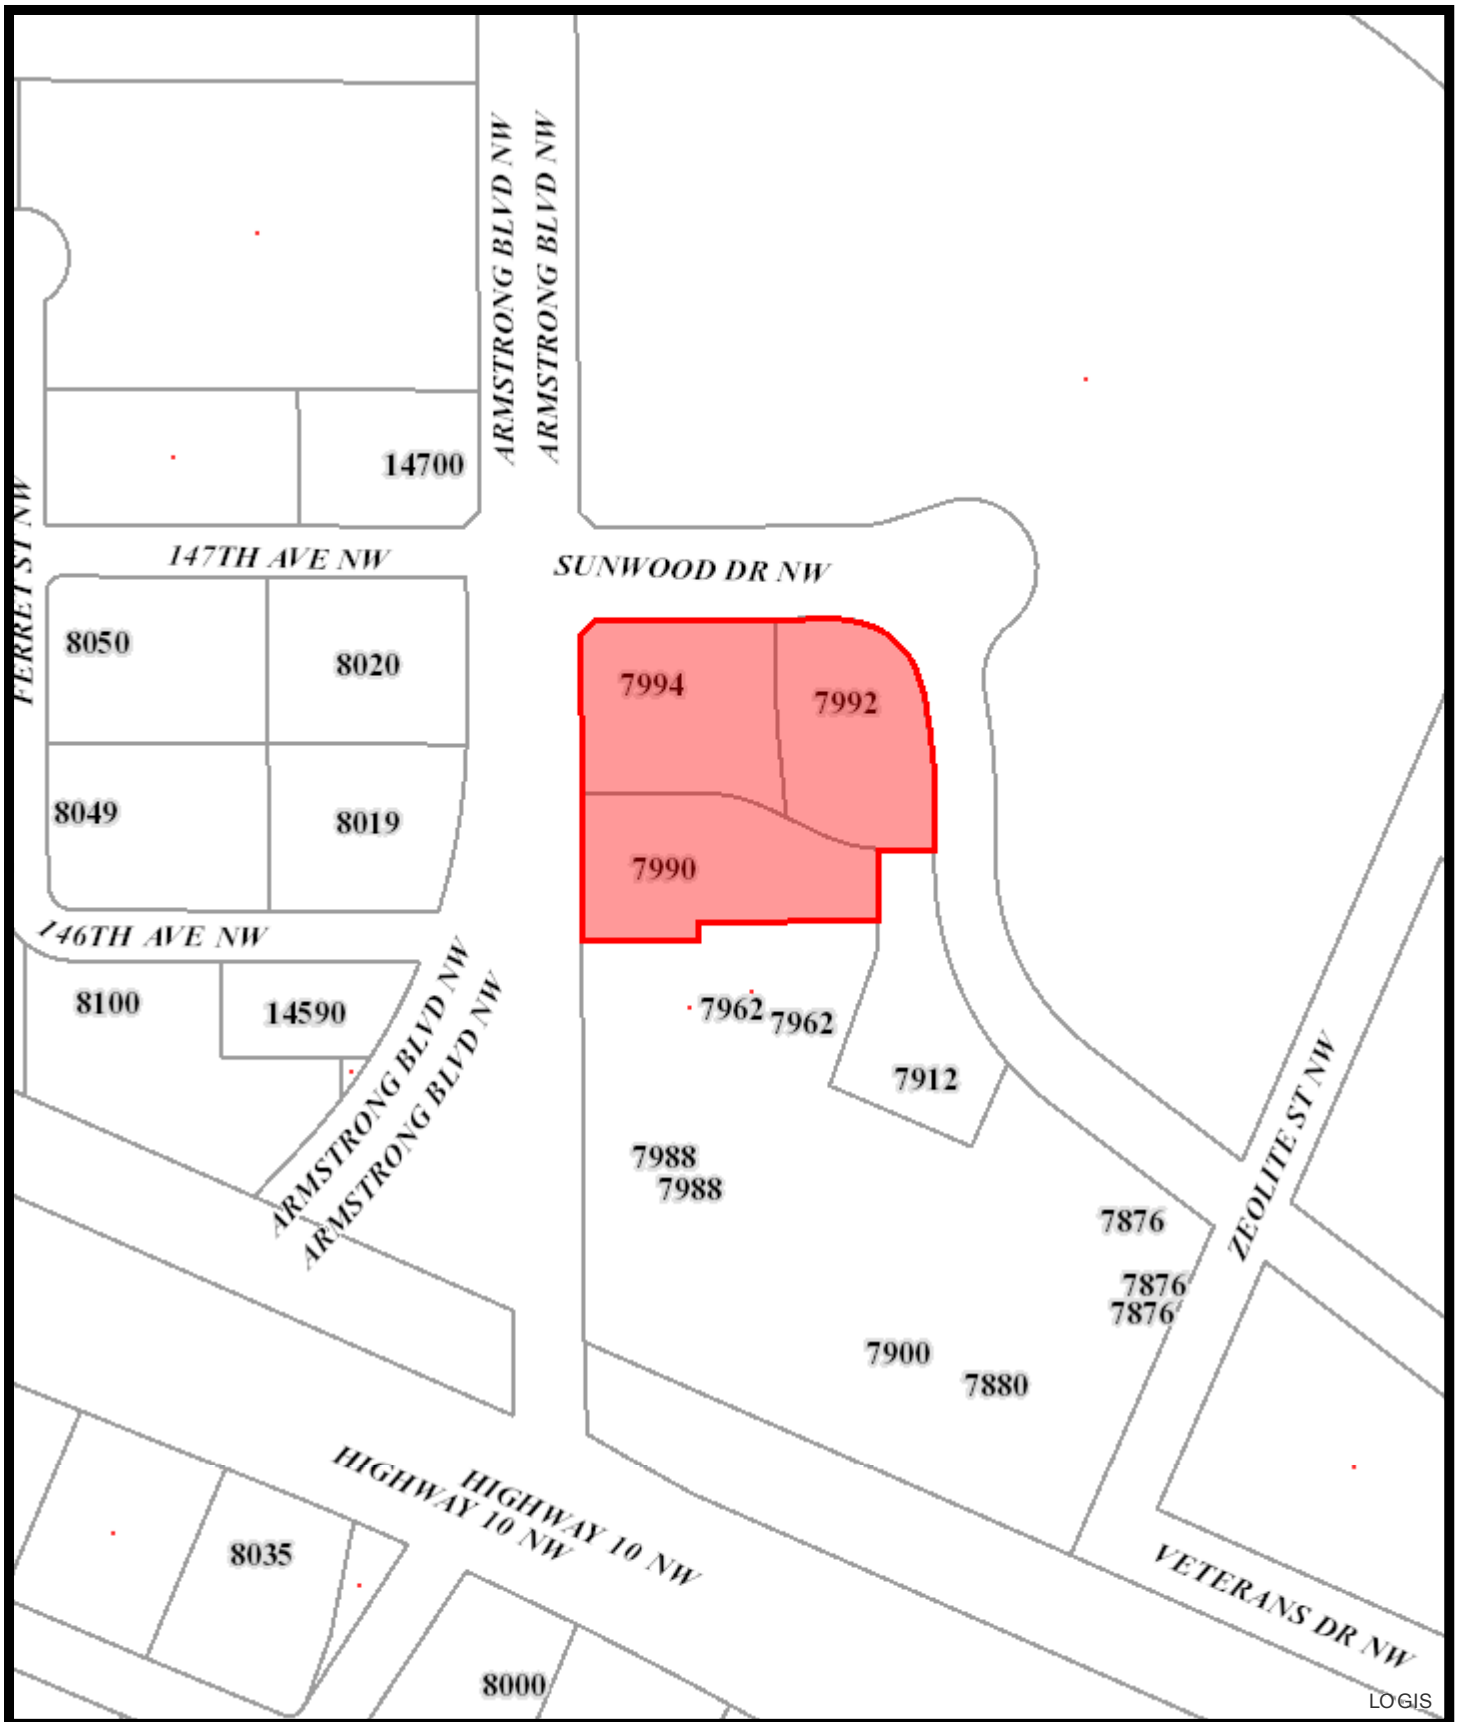 ARMSTRONG BLVD NW
ARMSTRONG BLVD NW
14700
FERRET ST NW
147TH AVE NW
SUNWOOD DR NW
8050
8020
7994
7992
8049
8019
7990
146TH AVE NW
8100
14590
ARMSTRONG BLVD NW
ARMSTRONG BLVD NW
7962
7962
7912
7988
7988
ZEOLITE ST NW
7876
7876
7876
7900
7880
HIGHWAY 10 NW
HIGHWAY 10 NW
8035
VETERANS DR NW
8000
LOGIS